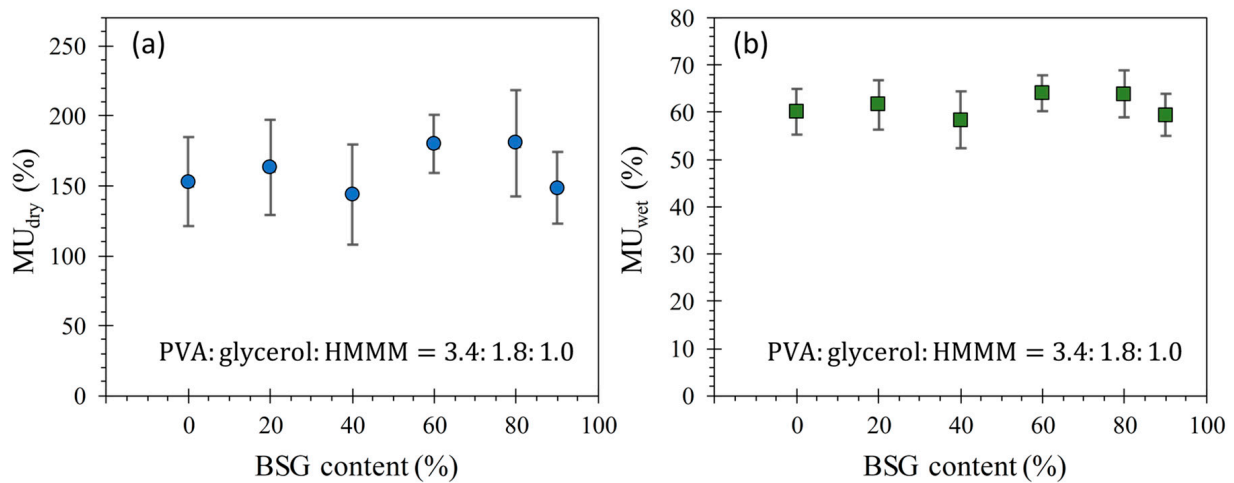 (a)
MUdry (%)
250
200
150
100
50
0
PVA: glycerol: HMMM = 3.4: 1.8: 1.0
0 20 40 60 80 100
BSG content (%)
(b)
MUwet (%)
80
70
60
50
40
30
20
10
0
PVA: glycerol: HMMM = 3.4: 1.8: 1.0
0 20 40 60 80 100
BSG content (%)